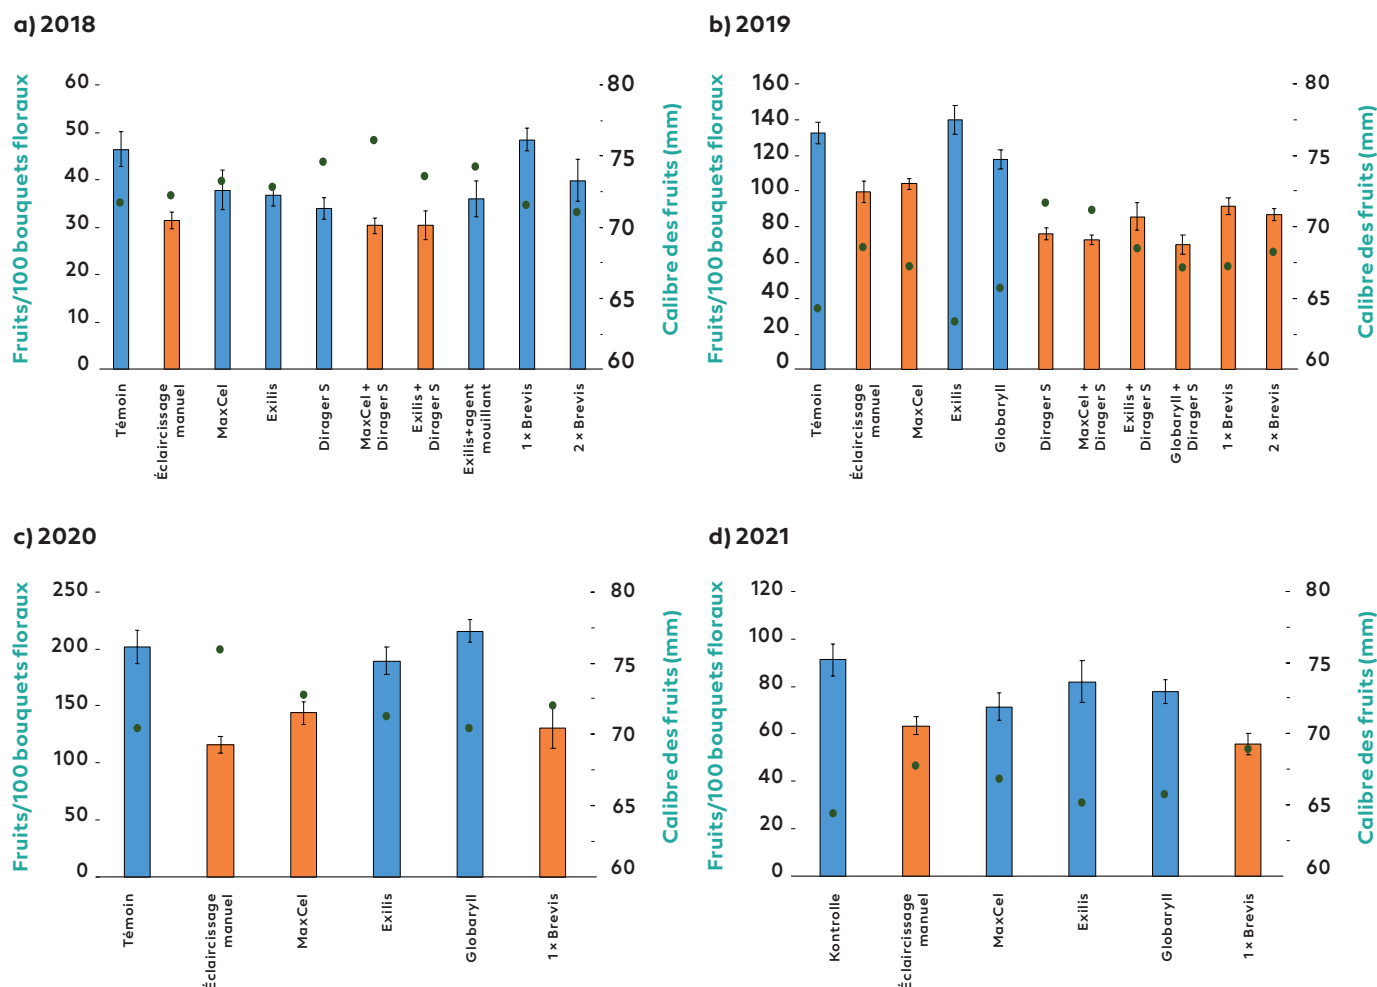 a) 2018
Fruits/100 bouquets floraux
60
50
40
30
20
10
0
80
75
70
65
60
Calibre des fruits (mm)
Témoin
Éclaircissage
manuel
MaxCel
Exilis
Dirager S
MaxCel +
Dirager S
Exilis +
Dirager S
Exilis+agent
mouillant
1 × Brevis
2 × Brevis
b) 2019
Fruits/100 bouquets floraux
160
140
120
100
80
60
40
20
0
80
75
70
65
60
Calibre des fruits (mm)
Témoin
Éclaircissage
manuel
MaxCel
Exilis
Globaryll
Dirager S
MaxCel +
Dirager S
Exilis +
Dirager S
Globaryll +
Dirager S
1 × Brevis
2 × Brevis
c) 2020
Fruits/100 bouquets floraux
250
200
150
100
50
0
80
75
70
65
60
Calibre des fruits (mm)
Témoin
Éclaircissage
manuel
MaxCel
Exilis
Globaryll
1 × Brevis
d) 2021
Fruits/100 bouquets floraux
120
100
80
60
40
20
0
80
75
70
65
60
Calibre des fruits (mm)
Kontrolle
Éclaircissage
manuel
MaxCel
Exilis
Globaryll
1 × Brevis